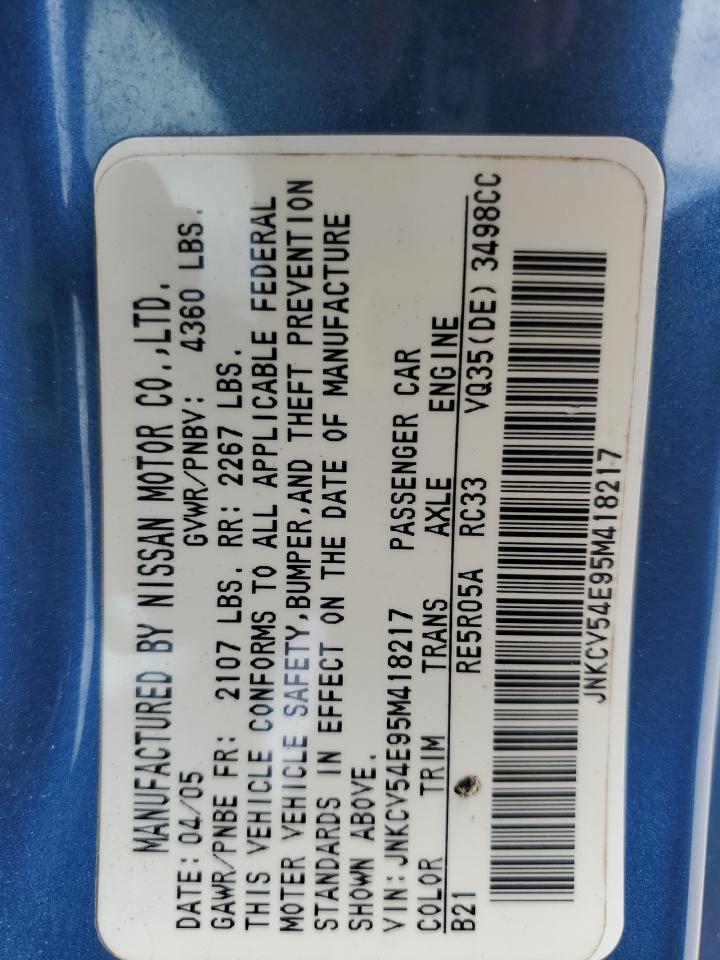 MANUFACTURED BY NISSAN MOTOR CO.,LTD.
DATE: 04/05 GVWR/PNBV: 4360 LBS.
GAWR/PNBE FR: 2107 LBS. RR: 2267 LBS.
THIS VEHICLE CONFORMS TO ALL APPLICABLE FEDERAL
MOTER VEHICLE SAFETY,BUMPER,AND THEFT PREVENTION
STANDARDS IN EFFECT ON THE DATE OF MANUFACTURE
SHOWN ABOVE.
VIN:JNKCV54E95M418217 PASSENGER CAR
COLOR TRIM TRANS AXLE ENGINE
B21 RE5R05A RC33 VQ35(DE) 3498CC
JNKCV54E95M418217